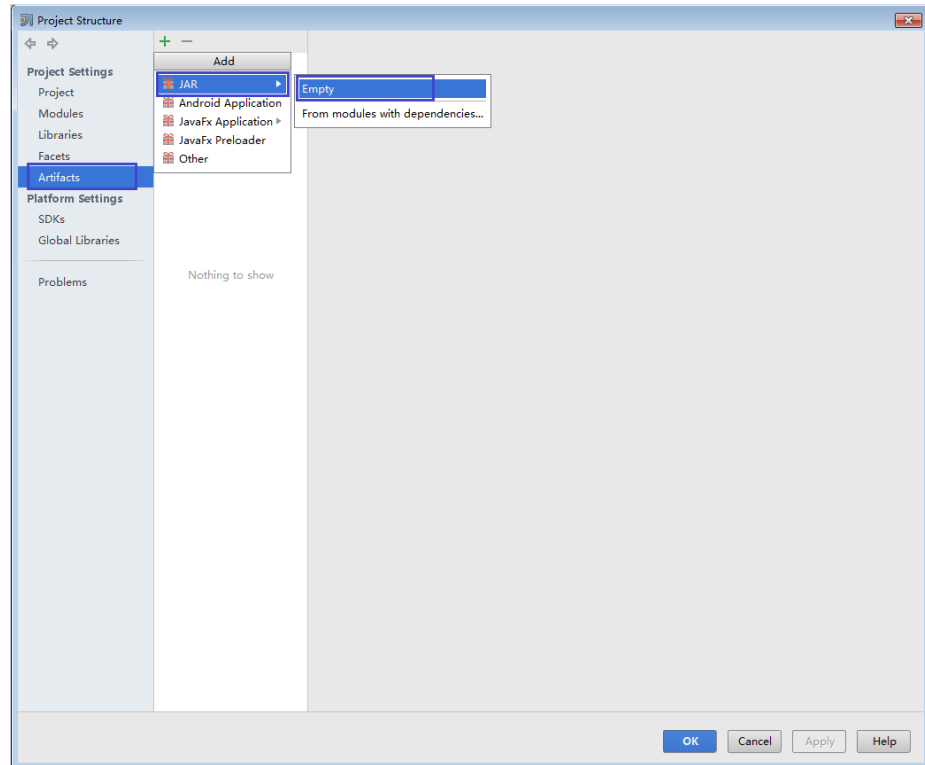 Project Structure
Project Settings
Project
Modules
Libraries
Facets
Artifacts
Platform Settings
SDKs
Global Libraries
Problems
Add
JAR
Android Application
JavaFx Application
JavaFx Preloader
Other
Empty
From modules with dependencies...
Nothing to show
OK
Cancel
Apply
Help